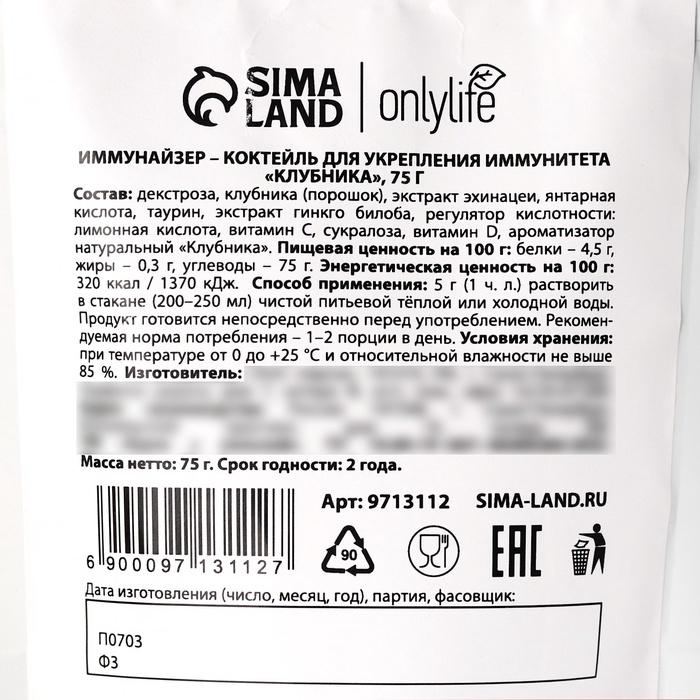 SIMA LAND | onlylife
ИММУНАЙЗЕР – КОКТЕЙЛЬ ДЛЯ УКРЕПЛЕНИЯ ИММУНИТЕТА
«КЛУБНИКА», 75 Г
Состав: декстроза, клубника (порошок), экстракт эхинацеи, янтарная
кислота, таурин, экстракт гинкго билоба, регулятор кислотности:
лимонная кислота, витамин С, сукралоза, витамин D, ароматизатор
натуральный «Клубника». Пищевая ценность на 100 г: белки – 4,5 г,
жиры – 0,3 г, углеводы – 75 г. Энергетическая ценность на 100 г:
320 ккал / 1370 кДж. Способ применения: 5 г (1 ч. л.) растворить
в стакане (200–250 мл) чистой питьевой тёплой или холодной воды.
Продукт готовится непосредственно перед употреблением. Рекомен-
дуемая норма потребления – 1–2 порции в день. Условия хранения:
при температуре от 0 до +25 °С и относительной влажности не выше
85 %. Изготовитель:
Масса нетто: 75 г. Срок годности: 2 года.
Арт: 9713112 SIMA-LAND.RU
90
EAC
6 900097 131127
Дата изготовления (число, месяц, год), партия, фасовщик:
П0703
Ф3